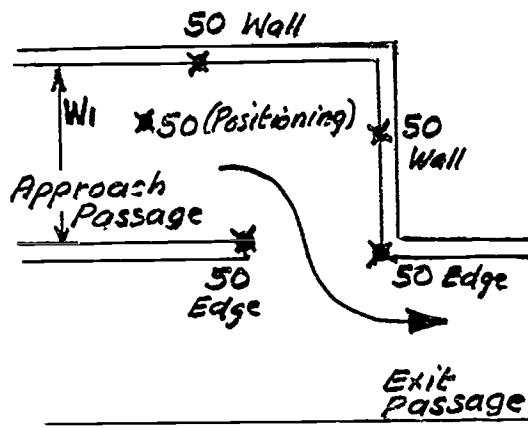 50 Wall
W1
50 (Positioning)
50
Wall
Approach
Passage
50
Edge
50 Edge
Exit
Passage